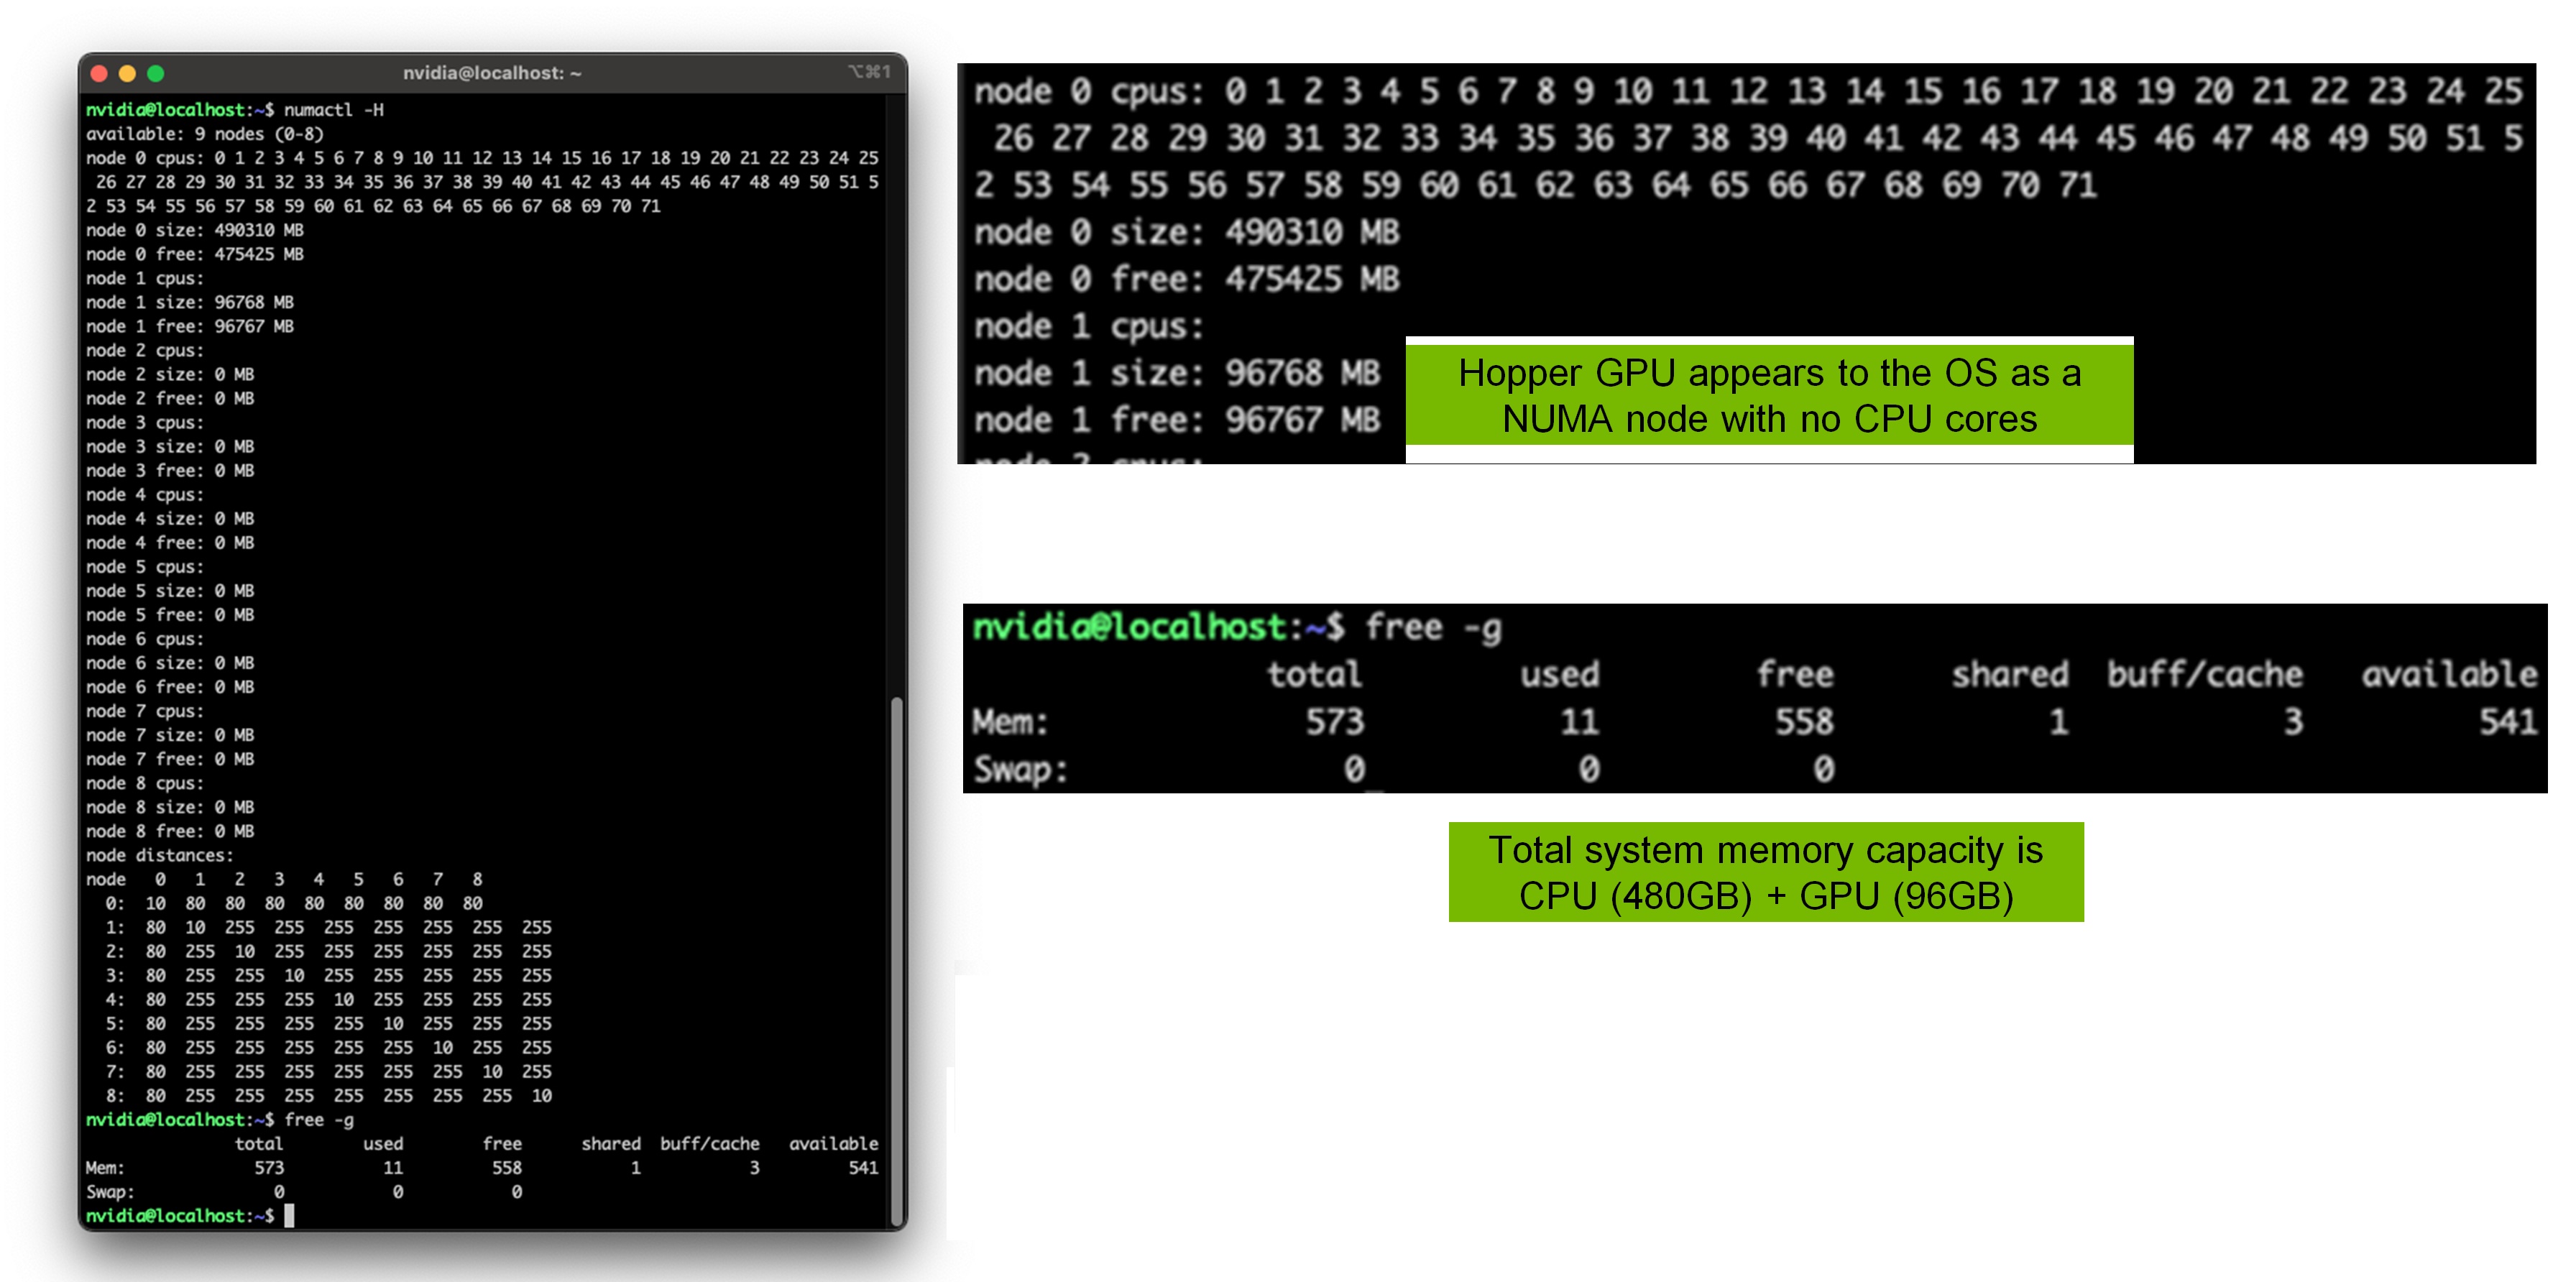 nvidia@localhost: ~
⌥⌘1
nvidia@localhost:~$ numactl -H
available: 9 nodes (0-8)
node 0 cpus: 0 1 2 3 4 5 6 7 8 9 10 11 12 13 14 15 16 17 18 19 20 21 22 23 24 25
26 27 28 29 30 31 32 33 34 35 36 37 38 39 40 41 42 43 44 45 46 47 48 49 50 51 5
2 53 54 55 56 57 58 59 60 61 62 63 64 65 66 67 68 69 70 71
node 0 size: 490310 MB
node 0 free: 475425 MB
node 1 cpus:
node 1 size: 96768 MB
node 1 free: 96767 MB
node 2 cpus:
node 2 size: 0 MB
node 2 free: 0 MB
node 3 cpus:
node 3 size: 0 MB
node 3 free: 0 MB
node 4 cpus:
node 4 size: 0 MB
node 4 free: 0 MB
node 5 cpus:
node 5 size: 0 MB
node 5 free: 0 MB
node 6 cpus:
node 6 size: 0 MB
node 6 free: 0 MB
node 7 cpus:
node 7 size: 0 MB
node 7 free: 0 MB
node 8 cpus:
node 8 size: 0 MB
node 8 free: 0 MB
node distances:
node 0 1 2 3 4 5 6 7 8
0: 10 80 80 80 80 80 80 80 80
1: 80 10 255 255 255 255 255 255 255
2: 80 255 10 255 255 255 255 255 255
3: 80 255 255 10 255 255 255 255 255
4: 80 255 255 255 10 255 255 255 255
5: 80 255 255 255 255 10 255 255 255
6: 80 255 255 255 255 255 10 255 255
7: 80 255 255 255 255 255 255 10 255
8: 80 255 255 255 255 255 255 255 10
nvidia@localhost:~$ free -g
total used free shared buff/cache available
Mem: 573 11 558 1 3 541
Swap: 0 0 0
nvidia@localhost:~$
node 0 cpus: 0 1 2 3 4 5 6 7 8 9 10 11 12 13 14 15 16 17 18 19 20 21 22 23 24 25
26 27 28 29 30 31 32 33 34 35 36 37 38 39 40 41 42 43 44 45 46 47 48 49 50 51 5
2 53 54 55 56 57 58 59 60 61 62 63 64 65 66 67 68 69 70 71
node 0 size: 490310 MB
node 0 free: 475425 MB
node 1 cpus:
node 1 size: 96768 MB
node 1 free: 96767 MB
node 2 cpus:
Hopper GPU appears to the OS as a
NUMA node with no CPU cores
nvidia@localhost:~$ free -g
total used free shared buff/cache available
Mem: 573 11 558 1 3 541
Swap: 0 0 0
Total system memory capacity is
CPU (480GB) + GPU (96GB)